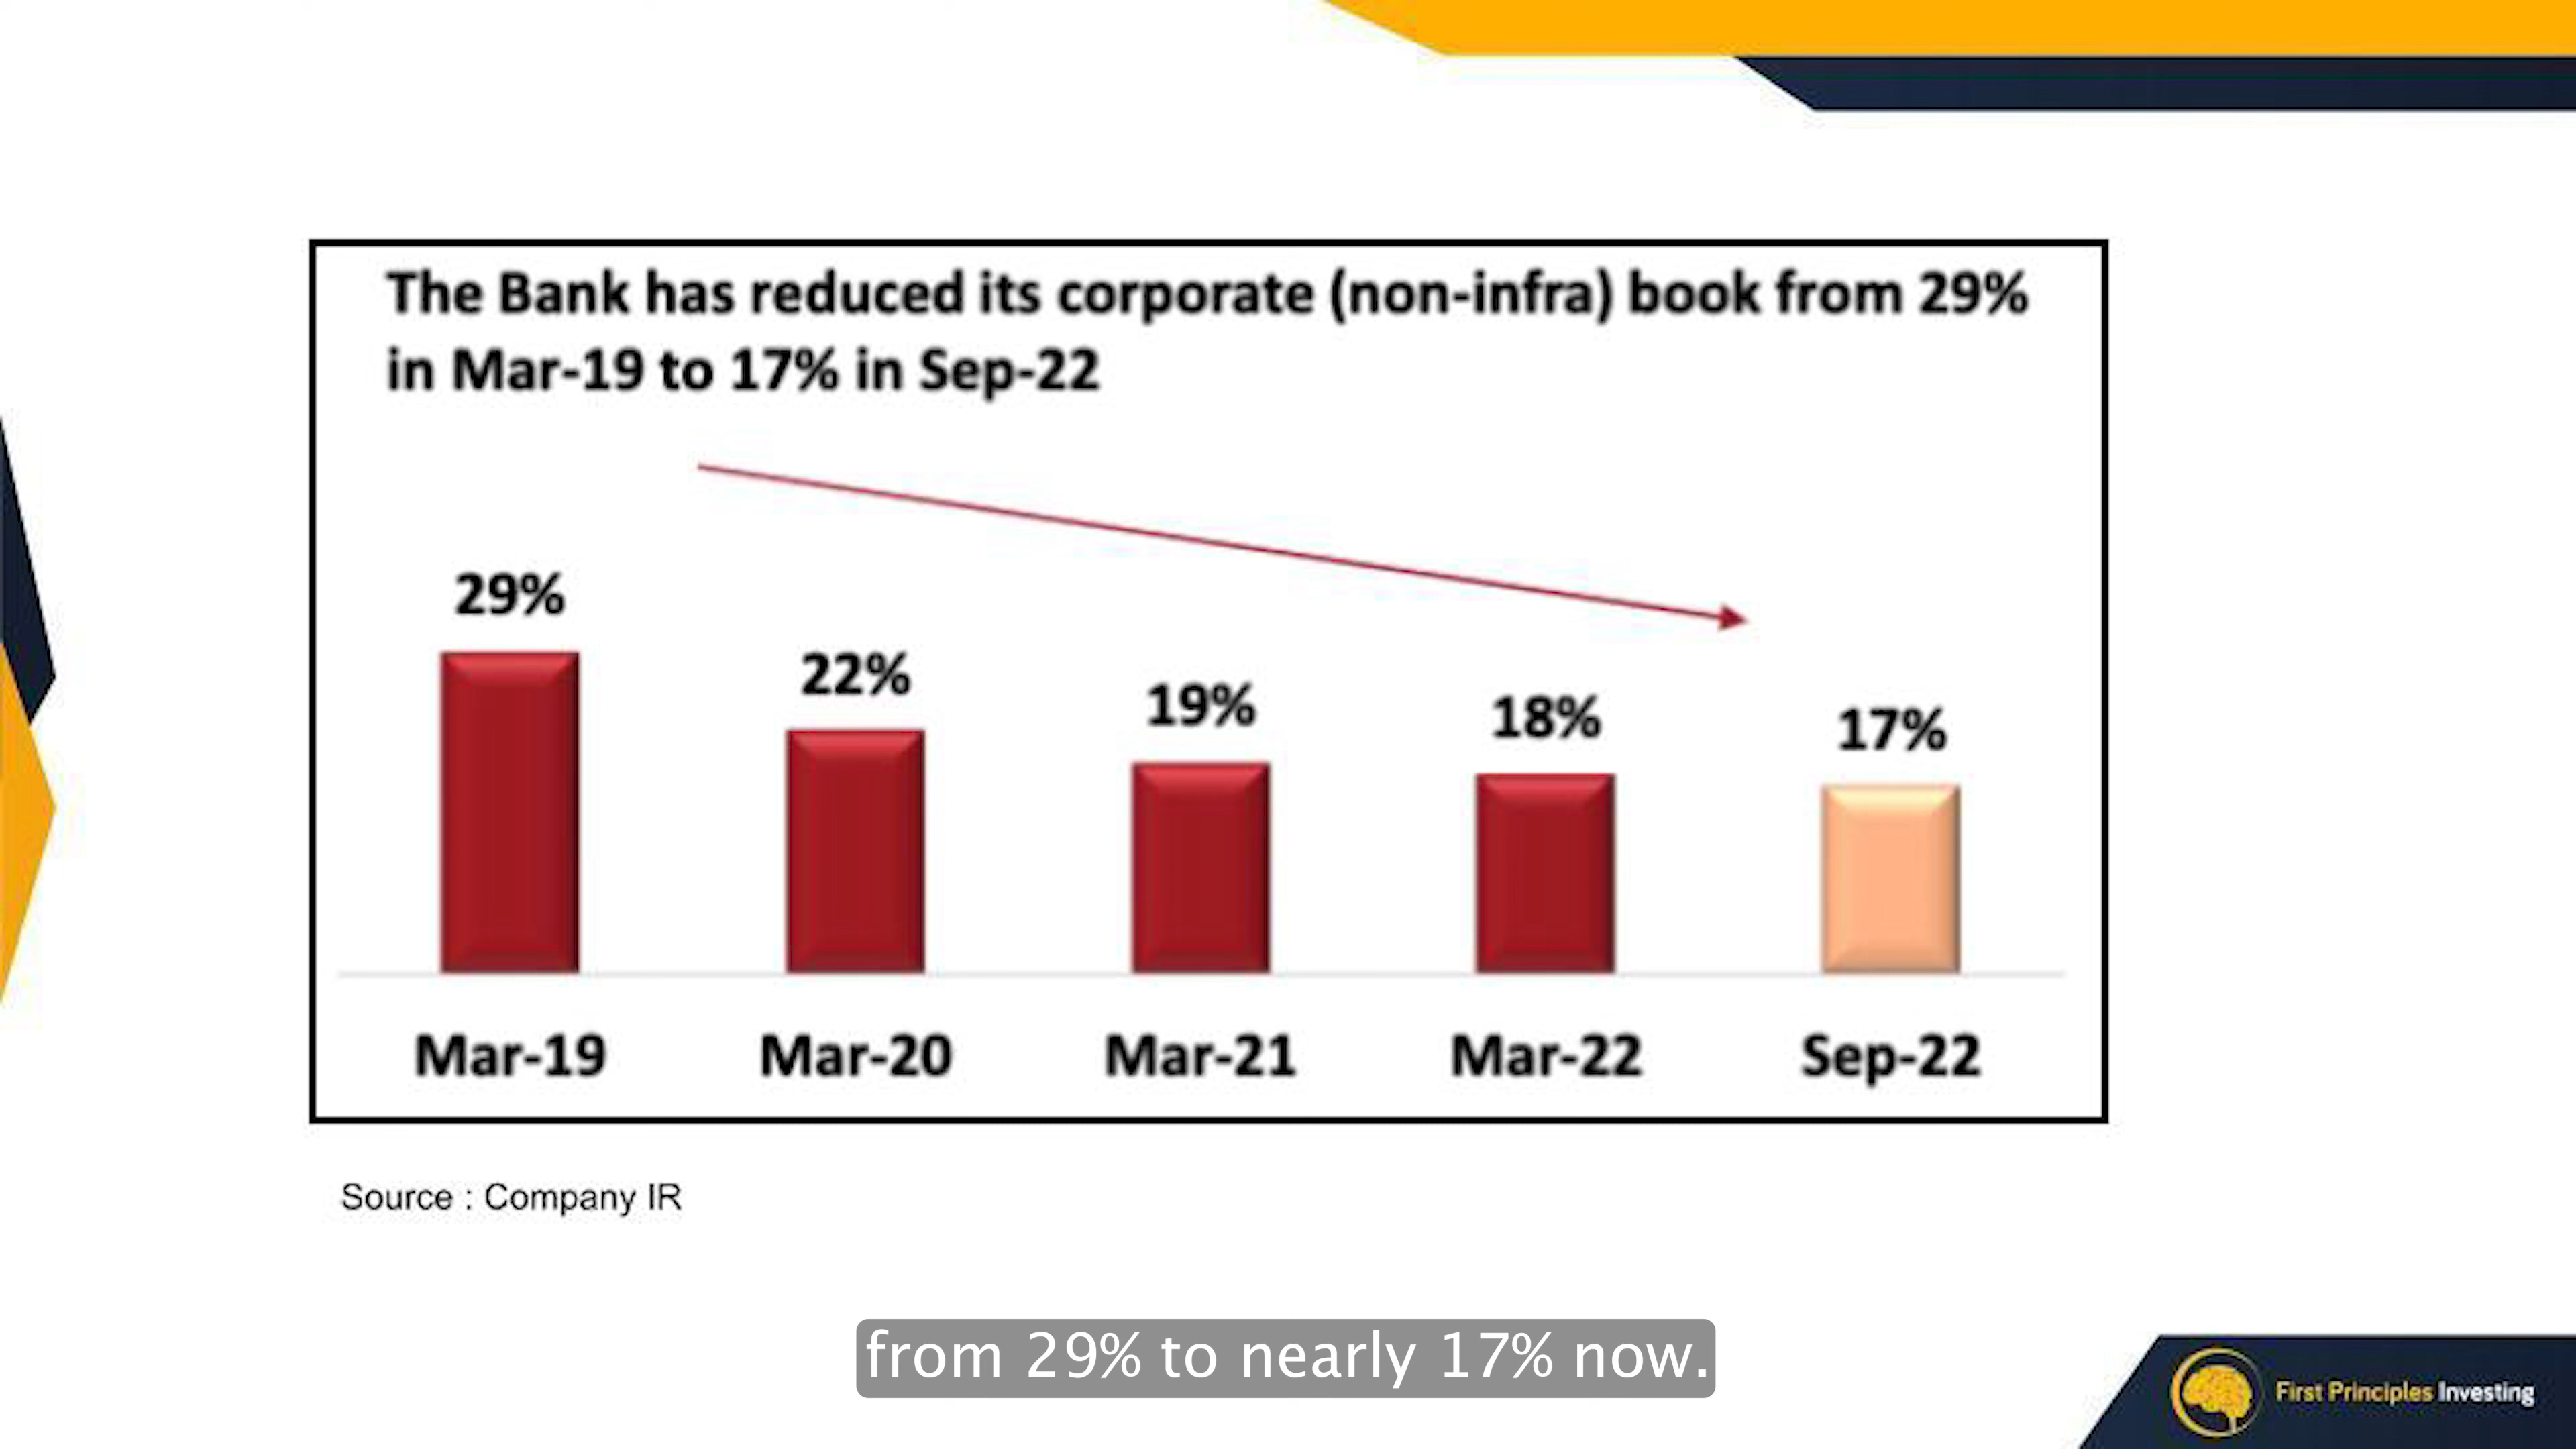 The Bank has reduced its corporate (non-infra) book from 29%
in Mar-19 to 17% in Sep-22
29%
22%
19%
18%
17%
Mar-19
Mar-20
Mar-21
Mar-22
Sep-22
Source : Company IR
from 29% to nearly 17% now.
First Principles Investing